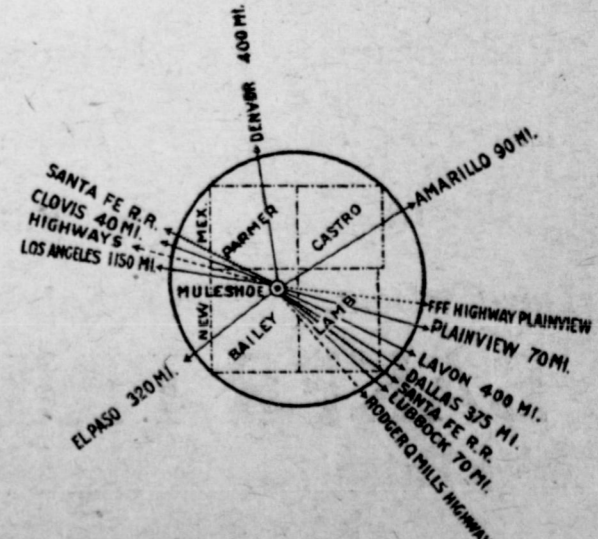 DENVER 400 MI.
AMARILLO 90 MI.
SANTA FE R.R.
CLOVIS 40 MI.
HIGHWAYS
LOS ANGELES 1150 MI.
NEW MEX
PARMER
CASTRO
MULESHOE
BAILEY
LAMB
FFF HIGHWAY PLAINVIEW
PLAINVIEW 70 MI.
LAVON 400 MI.
DALLAS 375 MI.
SANTA FE R.R.
LUBBOCK 70 MI.
RODGER Q MILLS HIGHWAY
EL PASO 320 MI.